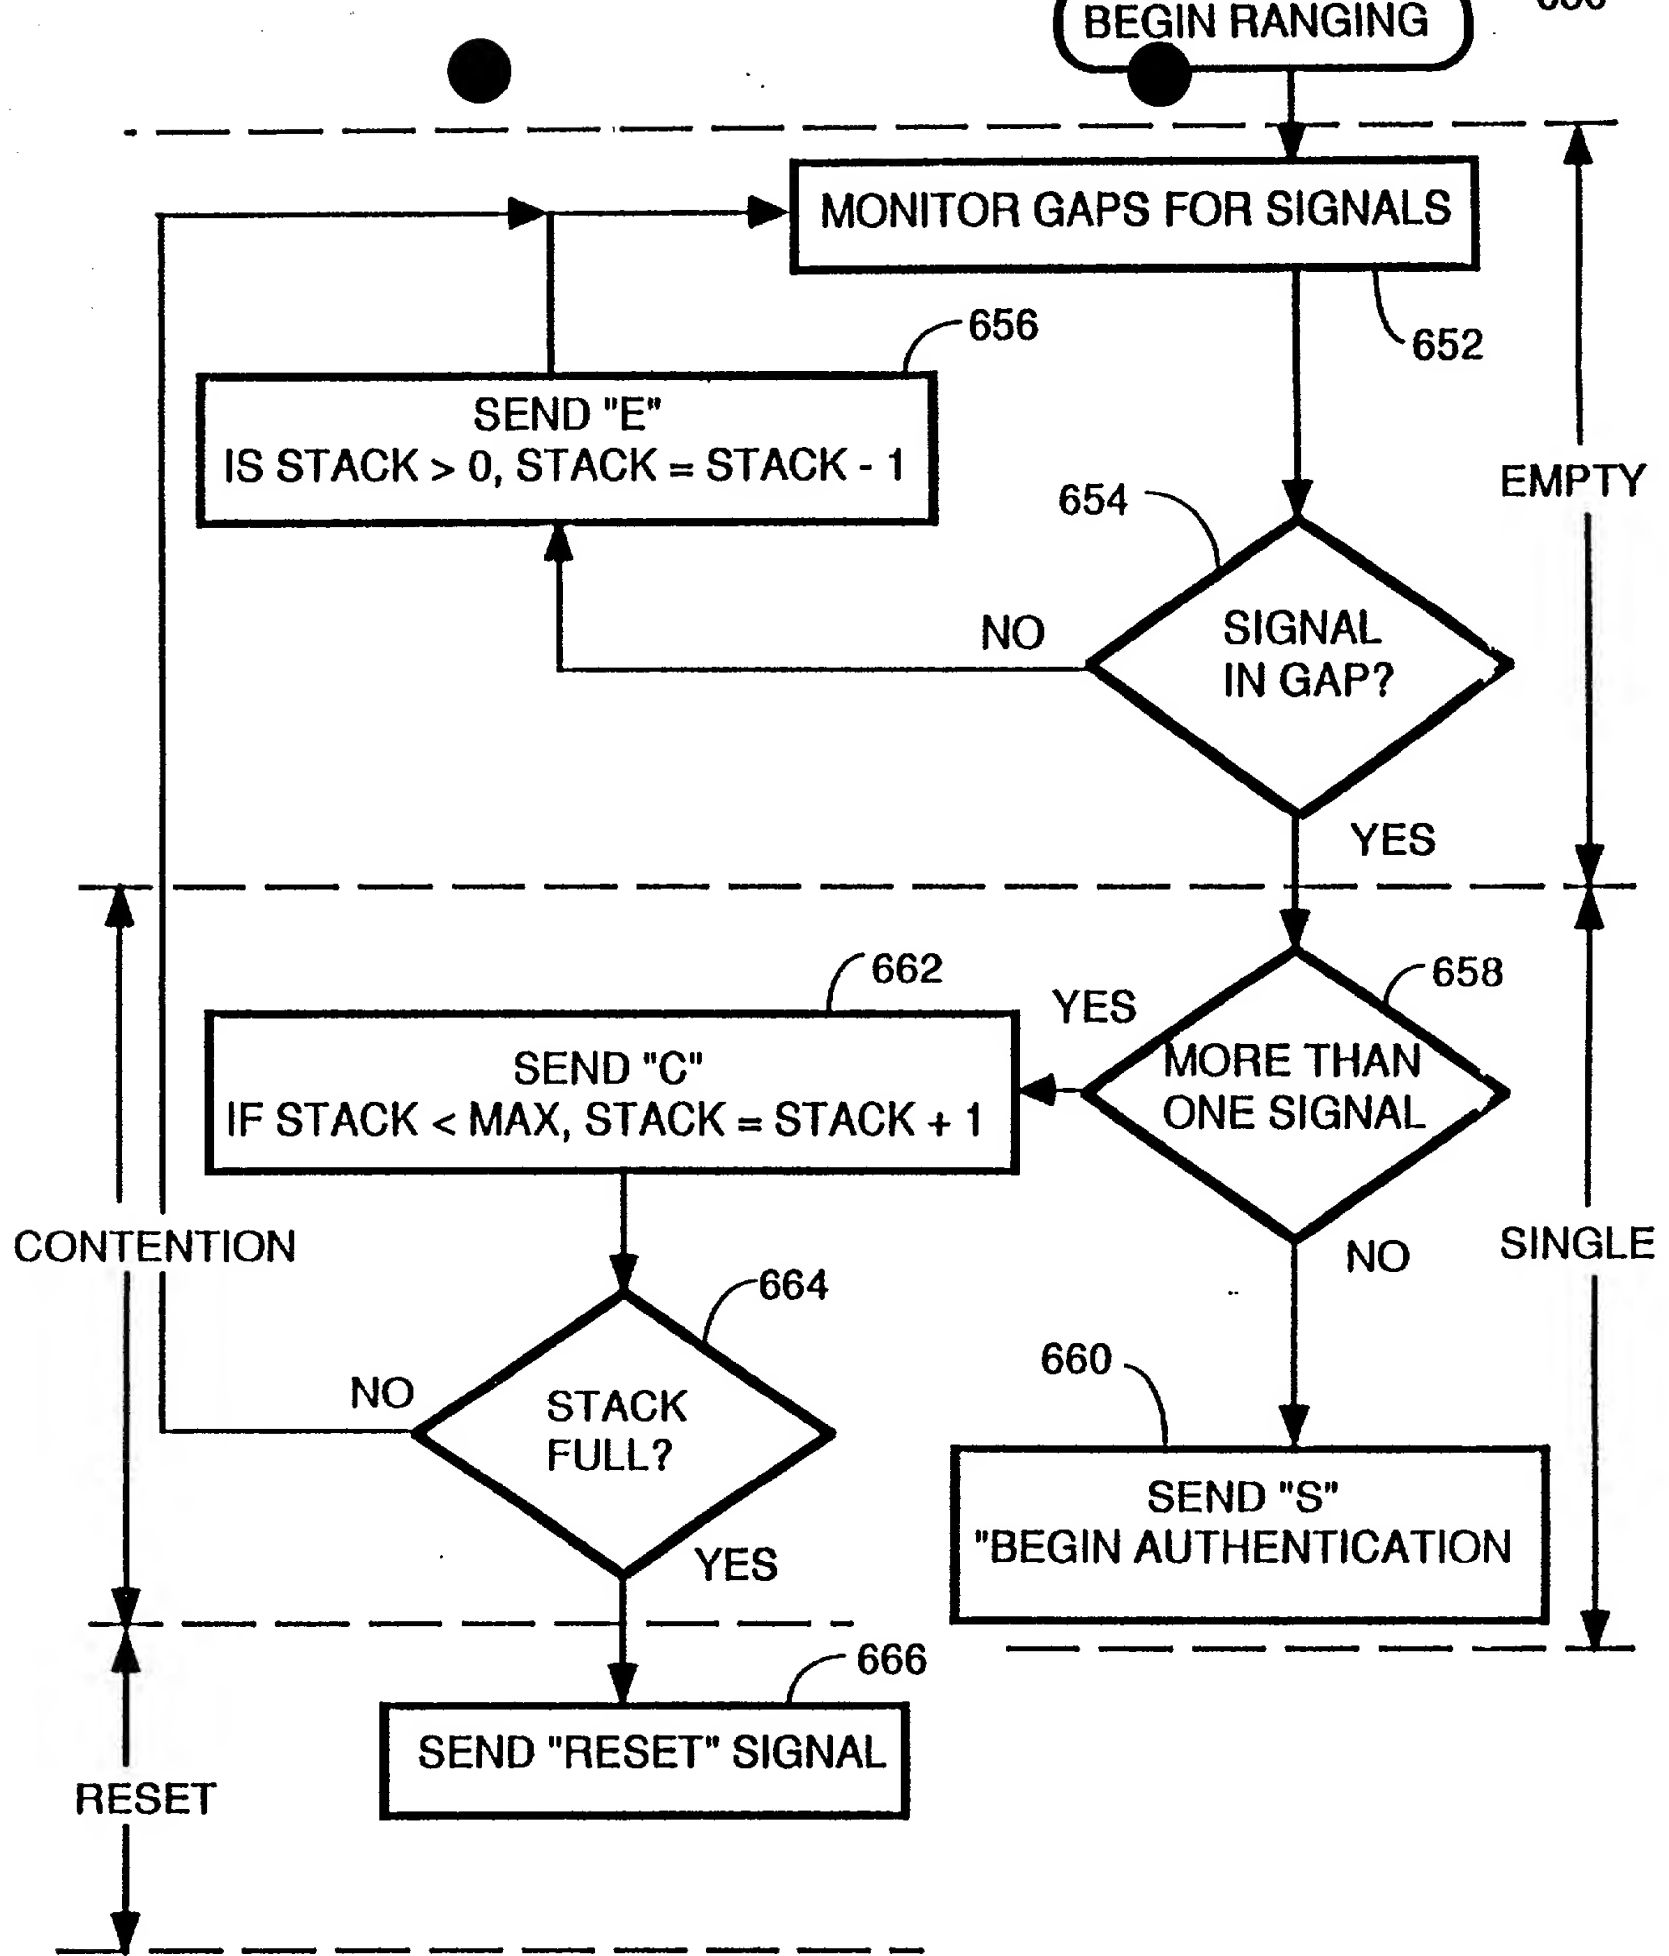 BEGIN RANGING
MONITOR GAPS FOR SIGNALS
652
656
SEND "E"
IS STACK > 0, STACK = STACK - 1
EMPTY
654
SIGNAL
IN GAP?
NO
YES
662
658
YES
MORE THAN
ONE SIGNAL
SEND "C"
IF STACK < MAX, STACK = STACK + 1
CONTENTION
SINGLE
NO
664
660
NO
STACK
FULL?
SEND "S"
"BEGIN AUTHENTICATION
YES
666
SEND "RESET" SIGNAL
RESET